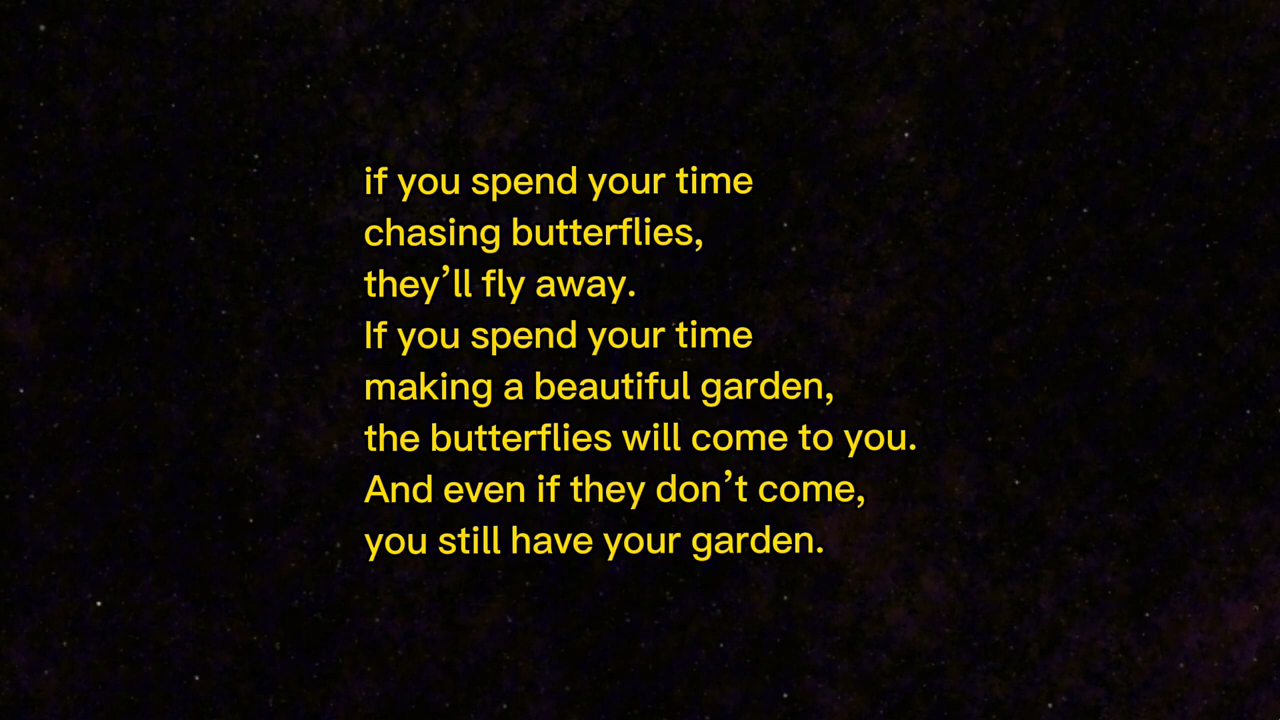 if you spend your time
chasing butterflies,
they’ll fly away.
If you spend your time
making a beautiful garden,
the butterflies will come to you.
And even if they don’t come,
you still have your garden.